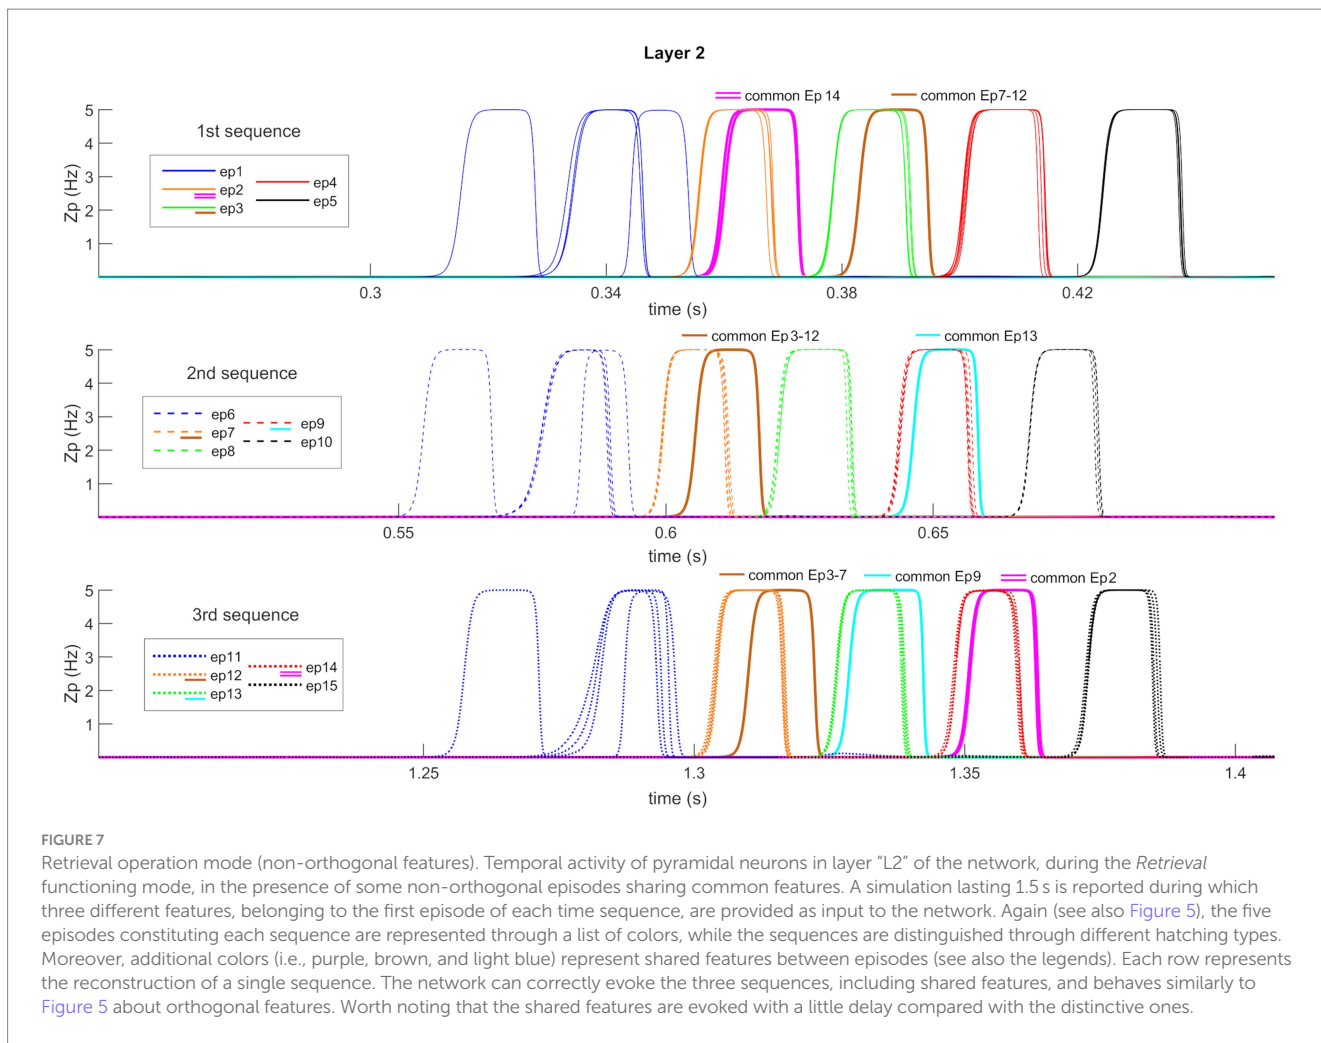 Layer 2
common Ep 14
common Ep7-12
1st sequence
ep1
ep2
ep3
ep4
ep5
Zp (Hz)
5
4
3
2
1
0.3
0.34
0.38
0.42
time (s)
common Ep3-12
common Ep13
2nd sequence
ep6
ep7
ep8
ep9
ep10
Zp (Hz)
5
4
3
2
1
0.55
0.6
0.65
time (s)
common Ep3-7
common Ep9
common Ep2
3rd sequence
ep11
ep12
ep13
ep14
ep15
Zp (Hz)
5
4
3
2
1
1.25
1.3
1.35
1.4
time (s)
FIGURE 7
Retrieval operation mode (non-orthogonal features). Temporal activity of pyramidal neurons in layer “L2” of the network, during the Retrieval
functioning mode, in the presence of some non-orthogonal episodes sharing common features. A simulation lasting 1.5 s is reported during which
three different features, belonging to the first episode of each time sequence, are provided as input to the network. Again (see also Figure 5), the five
episodes constituting each sequence are represented through a list of colors, while the sequences are distinguished through different hatching types.
Moreover, additional colors (i.e., purple, brown, and light blue) represent shared features between episodes (see also the legends). Each row represents
the reconstruction of a single sequence. The network can correctly evoke the three sequences, including shared features, and behaves similarly to
Figure 5 about orthogonal features. Worth noting that the shared features are evoked with a little delay compared with the distinctive ones.